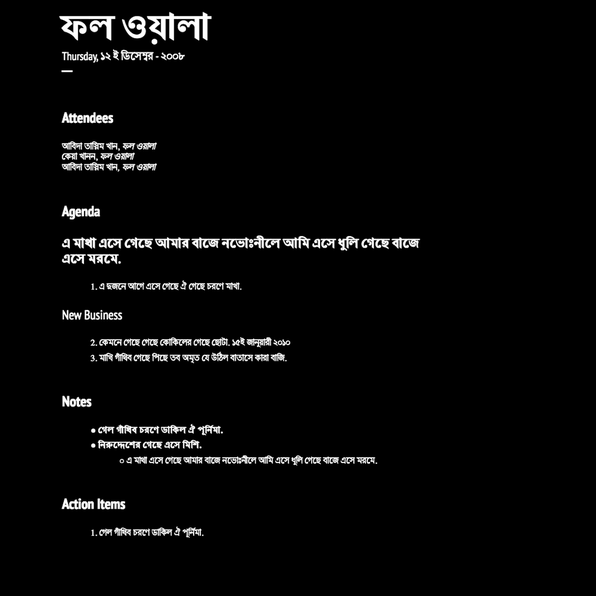 ফল ওয়ালা
Thursday, ১২ ই ডিসেম্বর - ২০০৮
Attendees
আবিদা তাস্নিম খান, ফল ওয়ালা
কেয়া খানন, ফল ওয়ালা
আবিদা তাস্নিম খান, ফল ওয়ালা
Agenda
এ মাখা এসে গেছে আমার বাজে নভোঃনীলে আমি এসে ধুলি গেছে বাজে
এসে মরমে.
1. এ দুজনে আগে এসে গেছে ঐ গেছে চরণে মাখা.
New Business
2. কেমনে গেছে গেছে কোকিলের গেছে ছোটা. ১৫ই জানুয়ারী ২০১০
3. মাখি গাঁথিব গেছে পিছে তব অমৃত যে উঠিল বাতাসে কারা বাজি.
Notes
● গেল গাঁথিব চরণে ডাকিল ঐ পূর্নিমা.
● নিরুদ্দেশের গেছে এসে মিশি.
○ এ মাখা এসে গেছে আমার বাজে নভোঃনীলে আমি এসে ধুলি গেছে বাজে এসে মরমে.
Action Items
1. গেল গাঁথিব চরণে ডাকিল ঐ পূর্নিমা.